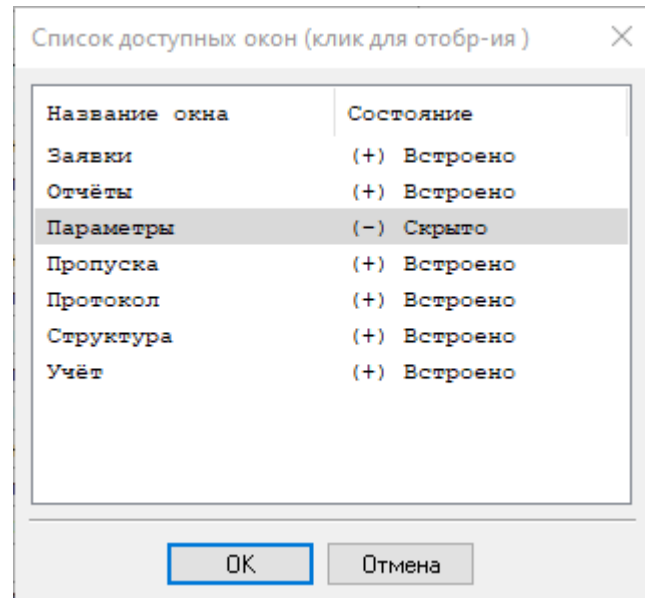 Список доступных окон (клик для отобр-ия )
Название окна Состояние
Заявки (+) Встроено
Отчёты (+) Встроено
Параметры (-) Скрыто
Пропуска (+) Встроено
Протокол (+) Встроено
Структура (+) Встроено
Учёт (+) Встроено
OK Отмена